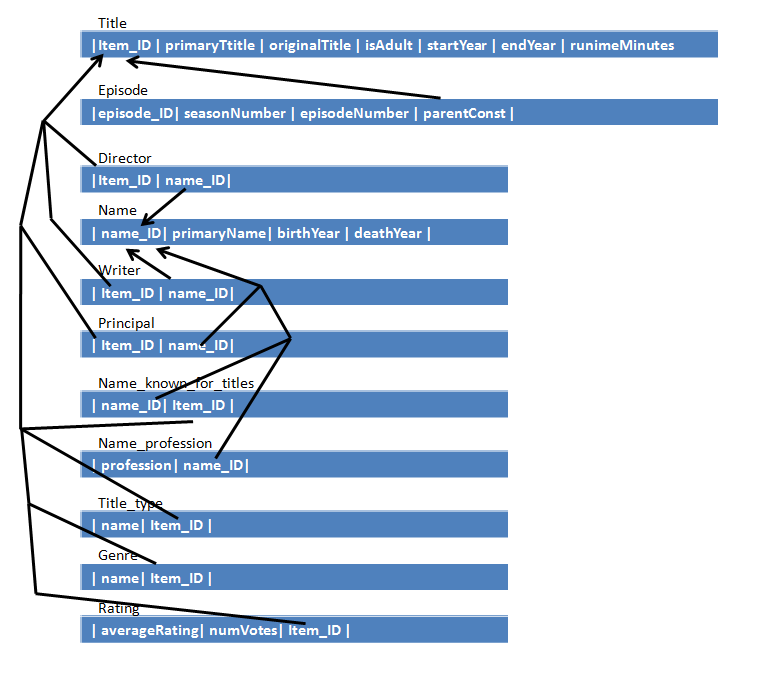 Title
|Item_ID | primaryTtitle | originalTitle | isAdult | startYear | endYear | runimeMinutes
Episode
|episode_ID| seasonNumber | episodeNumber | parentConst |
Director
|Item_ID | name_ID|
Name
| name_ID| primaryName| birthYear | deathYear |
Writer
| Item_ID | name_ID|
Principal
| Item_ID | name_ID|
Name_known_for_titles
| name_ID| Item_ID |
Name_profession
| profession| name_ID|
Title_type
| name| Item_ID |
Genre
| name| Item_ID |
Rating
| averageRating| numVotes| Item_ID |